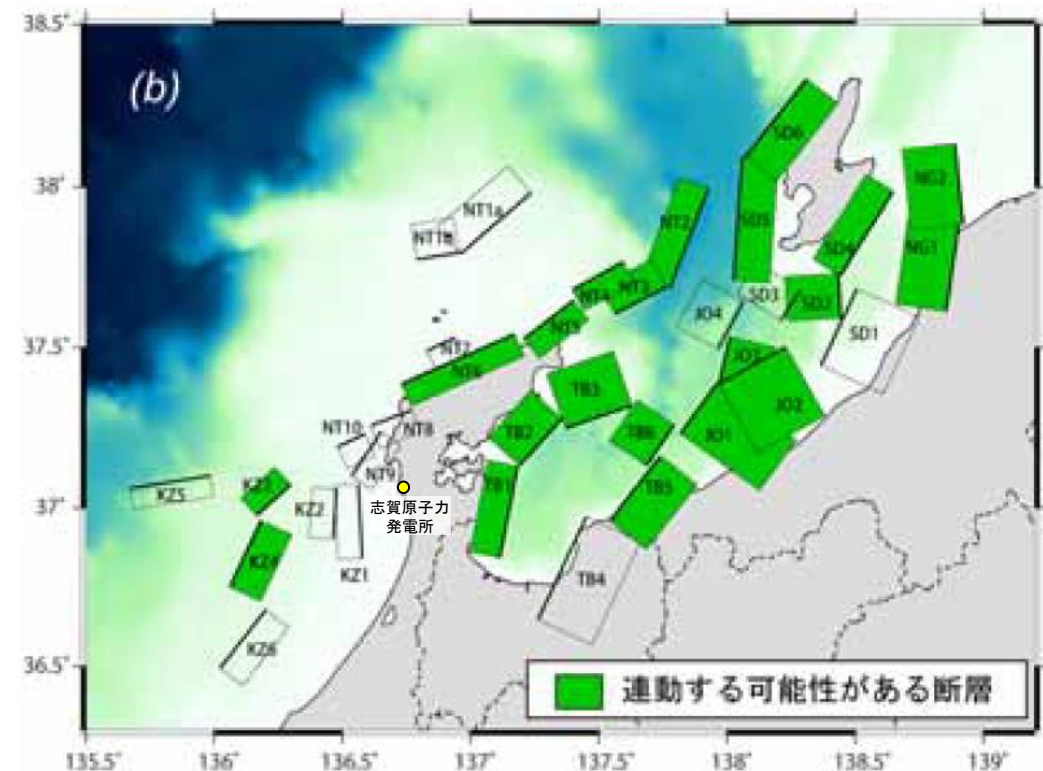 38.5°
(b)
SD6
38°
NG2
NT1a
NT1b
NT2
SD5
SD4
NG1
NT4
NT3
SD3
SD2
JO4
NT5
SD1
37.5°
NT7
NT6
JO3
TB3
JO2
NT10
NT8
TB2
TB6
JO1
NT9
TB1
KZ3
TB5
KZ5
KZ2
37°
志賀原子力
発電所
KZ4
KZ1
TB4
KZ6
36.5°
連動する可能性がある断層
135.5°
136°
136.5°
137°
137.5°
138°
138.5°
139°